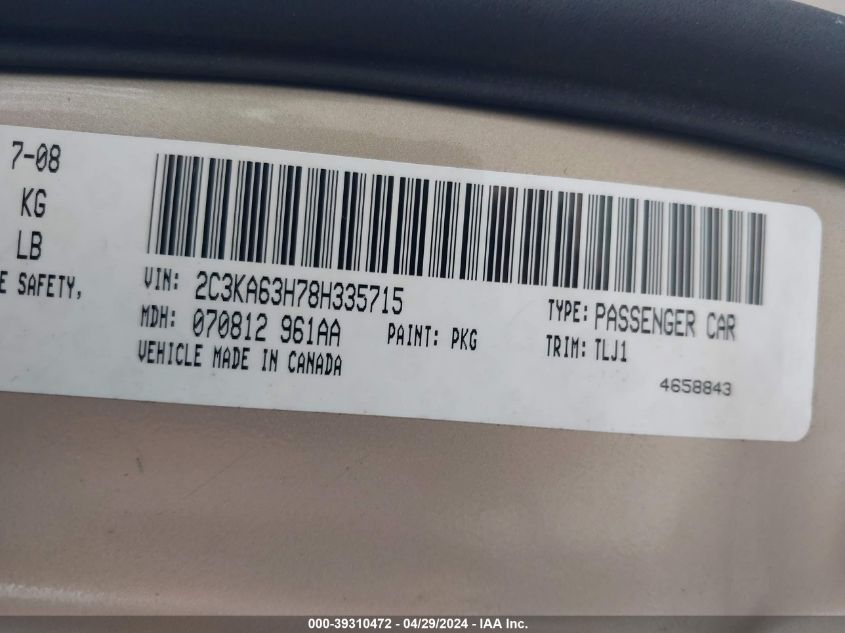 7-08
KG
LB
E SAFETY,
VIN: 2C3KA63H78H335715
TYPE: PASSENGER CAR
MDH: 070812 961AA PAINT: PKG
TRIM: TLJ1
VEHICLE MADE IN CANADA
4658843
000-39310472 - 04/29/2024 - IAA Inc.